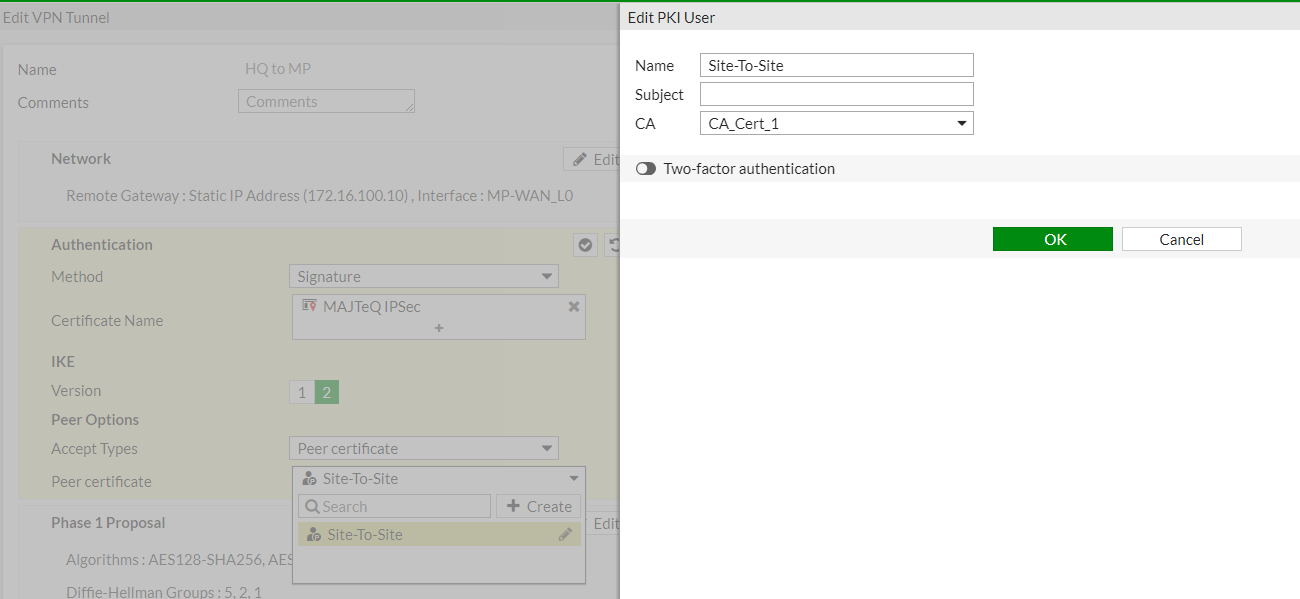 Edit VPN Tunnel
Name HQ to MP
Comments Comments
Network Edit
Remote Gateway : Static IP Address (172.16.100.10) , Interface : MP-WAN_L0
Authentication
Method Signature
Certificate Name MAJTeQ IPSec
+
IKE
Version 1 2
Peer Options
Accept Types Peer certificate
Peer certificate Site-To-Site
Search + Create
Site-To-Site
Phase 1 Proposal Edit
Algorithms : AES128-SHA256, AES
Diffie-Hellman Groups : 5, 2, 1
Edit PKI User
Name Site-To-Site
Subject
CA CA_Cert_1
Two-factor authentication
OK Cancel